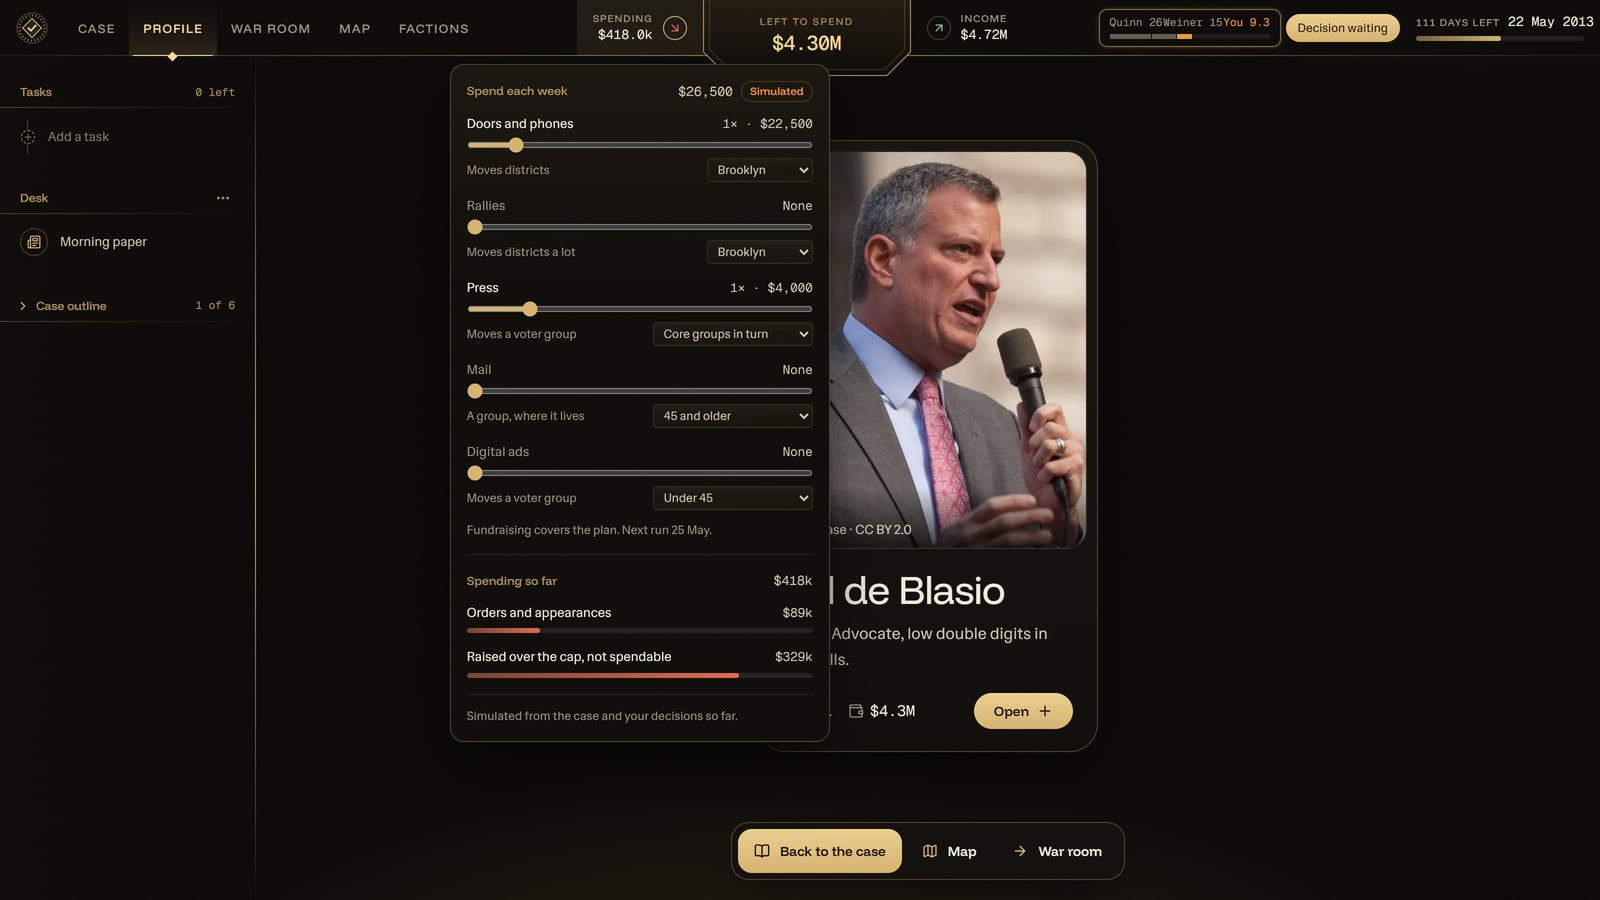 CASE
PROFILE
WAR ROOM
MAP
FACTIONS
SPENDING
$418.0k
LEFT TO SPEND
$4.30M
INCOME
$4.72M
Quinn 26Weiner 15You 9.3
Decision waiting
111 DAYS LEFT 22 May 2013
Tasks 0 left
Add a task
Desk
Morning paper
Case outline 1 of 6
Spend each week $26,500 Simulated
Doors and phones 1× · $22,500
Moves districts Brooklyn
Rallies None
Moves districts a lot Brooklyn
Press 1× · $4,000
Moves a voter group Core groups in turn
Mail None
A group, where it lives 45 and older
Digital ads None
Moves a voter group Under 45
Fundraising covers the plan. Next run 25 May.
Spending so far $418k
Orders and appearances $89k
Raised over the cap, not spendable $329k
Simulated from the case and your decisions so far.
· CC BY 2.0
de Blasio
Advocate, low double digits in
$4.3M
Open
Back to the case
Map
War room